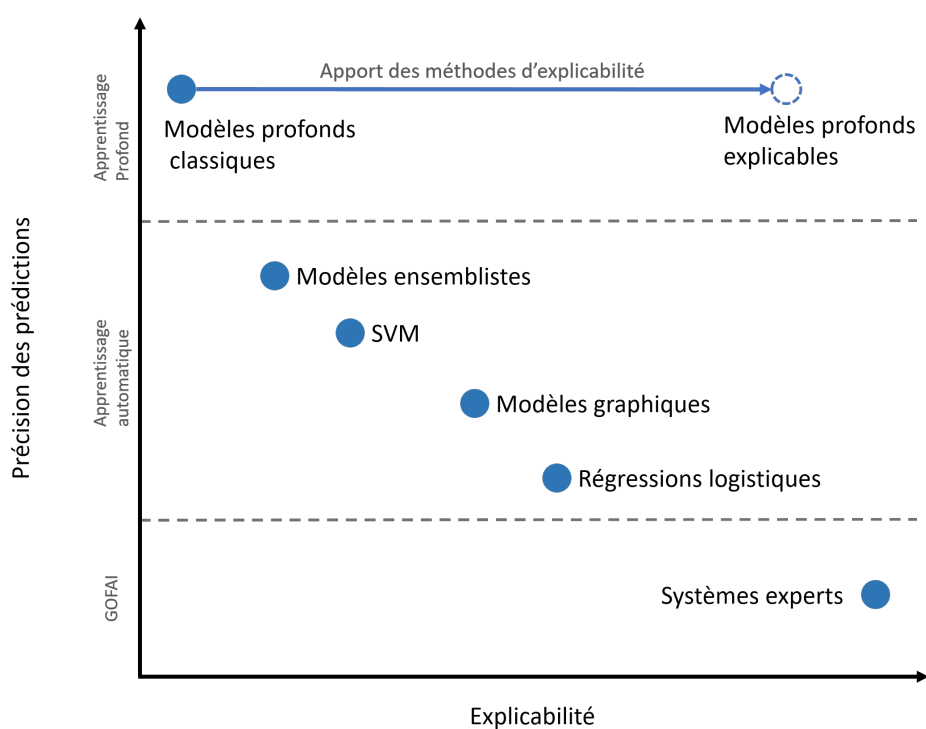 Apport des méthodes d'explicabilité
Modèles profonds
classiques
Modèles profonds
explicables
Apprentissage
Profond
Modèles ensemblistes
SVM
Modèles graphiques
Régressions logistiques
Apprentissage
automatique
Précision des prédictions
Systèmes experts
GOFAI
Explicabilité